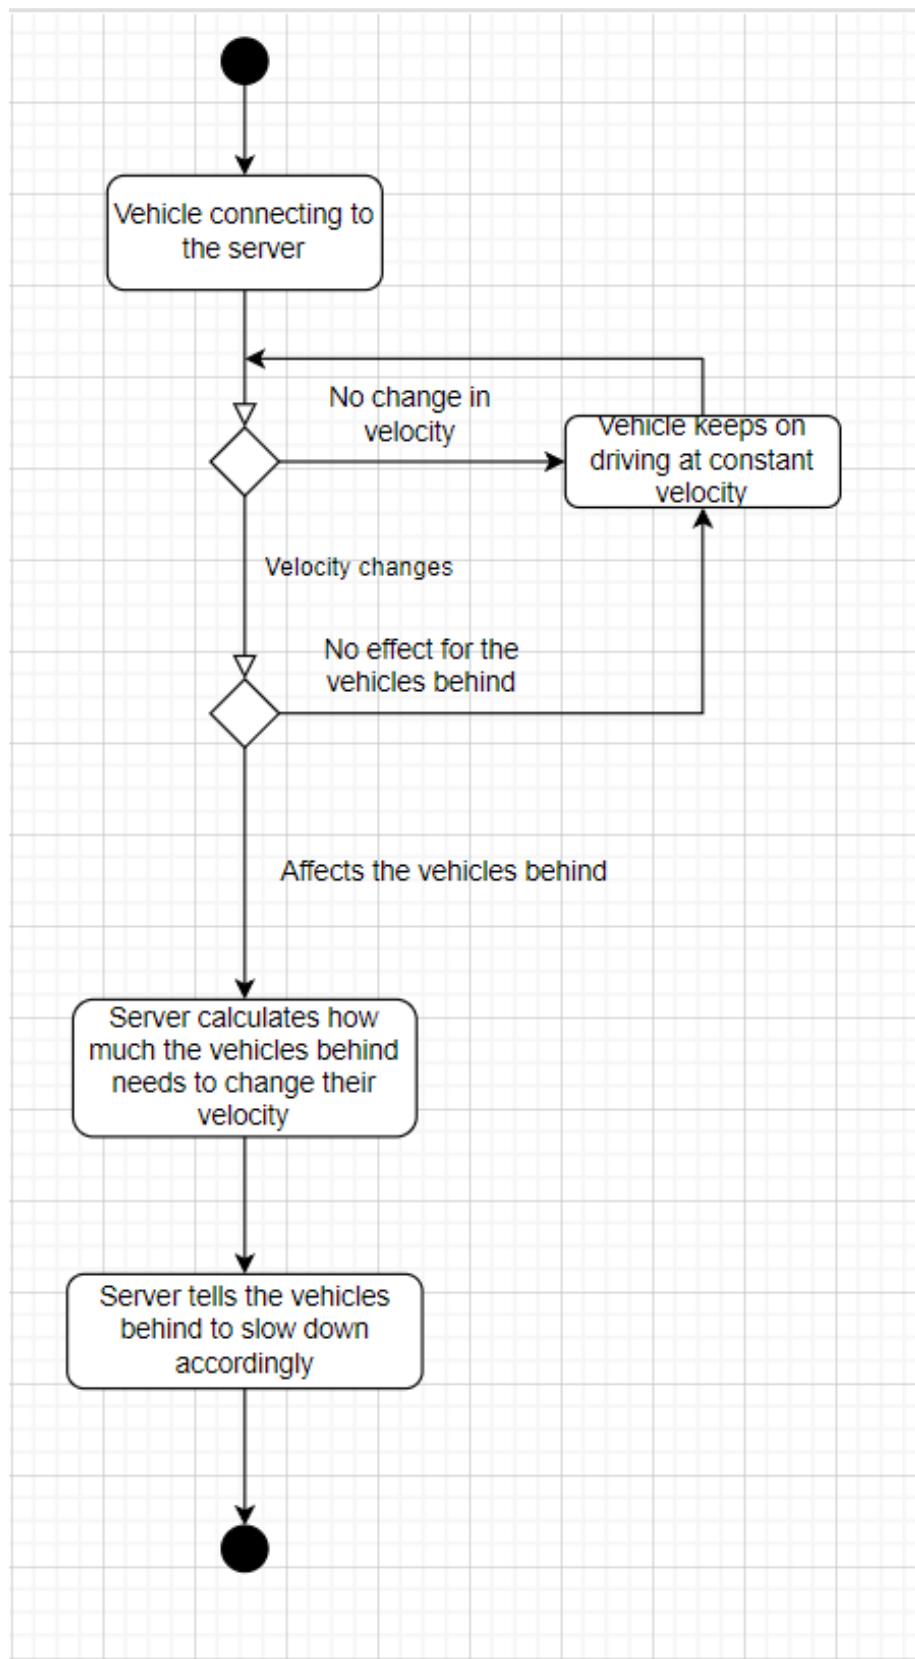 Vehicle connecting to
the server
No change in
velocity
Vehicle keeps on
driving at constant
velocity
Velocity changes
No effect for the
vehicles behind
Affects the vehicles behind
Server calculates how
much the vehicles behind
needs to change their
velocity
Server tells the vehicles
behind to slow down
accordingly